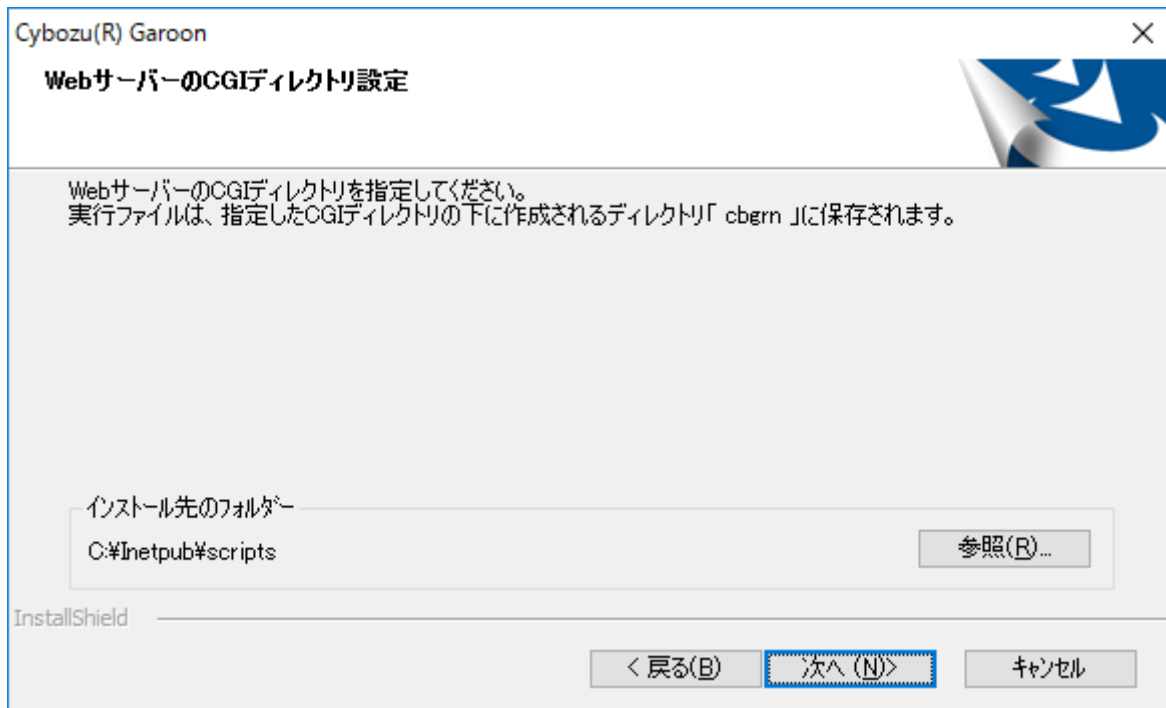 Cybozu(R) Garoon
WebサーバーのCGIディレクトリ設定
WebサーバーのCGIディレクトリを指定してください。
実行ファイルは、指定したCGIディレクトリの下に作成されるディレクトリ「 cbgrn 」に保存されます。
インストール先のフォルダー
C:¥Inetpub¥scripts
参照(R)...
InstallShield
< 戻る(B)
次へ (N)>
キャンセル